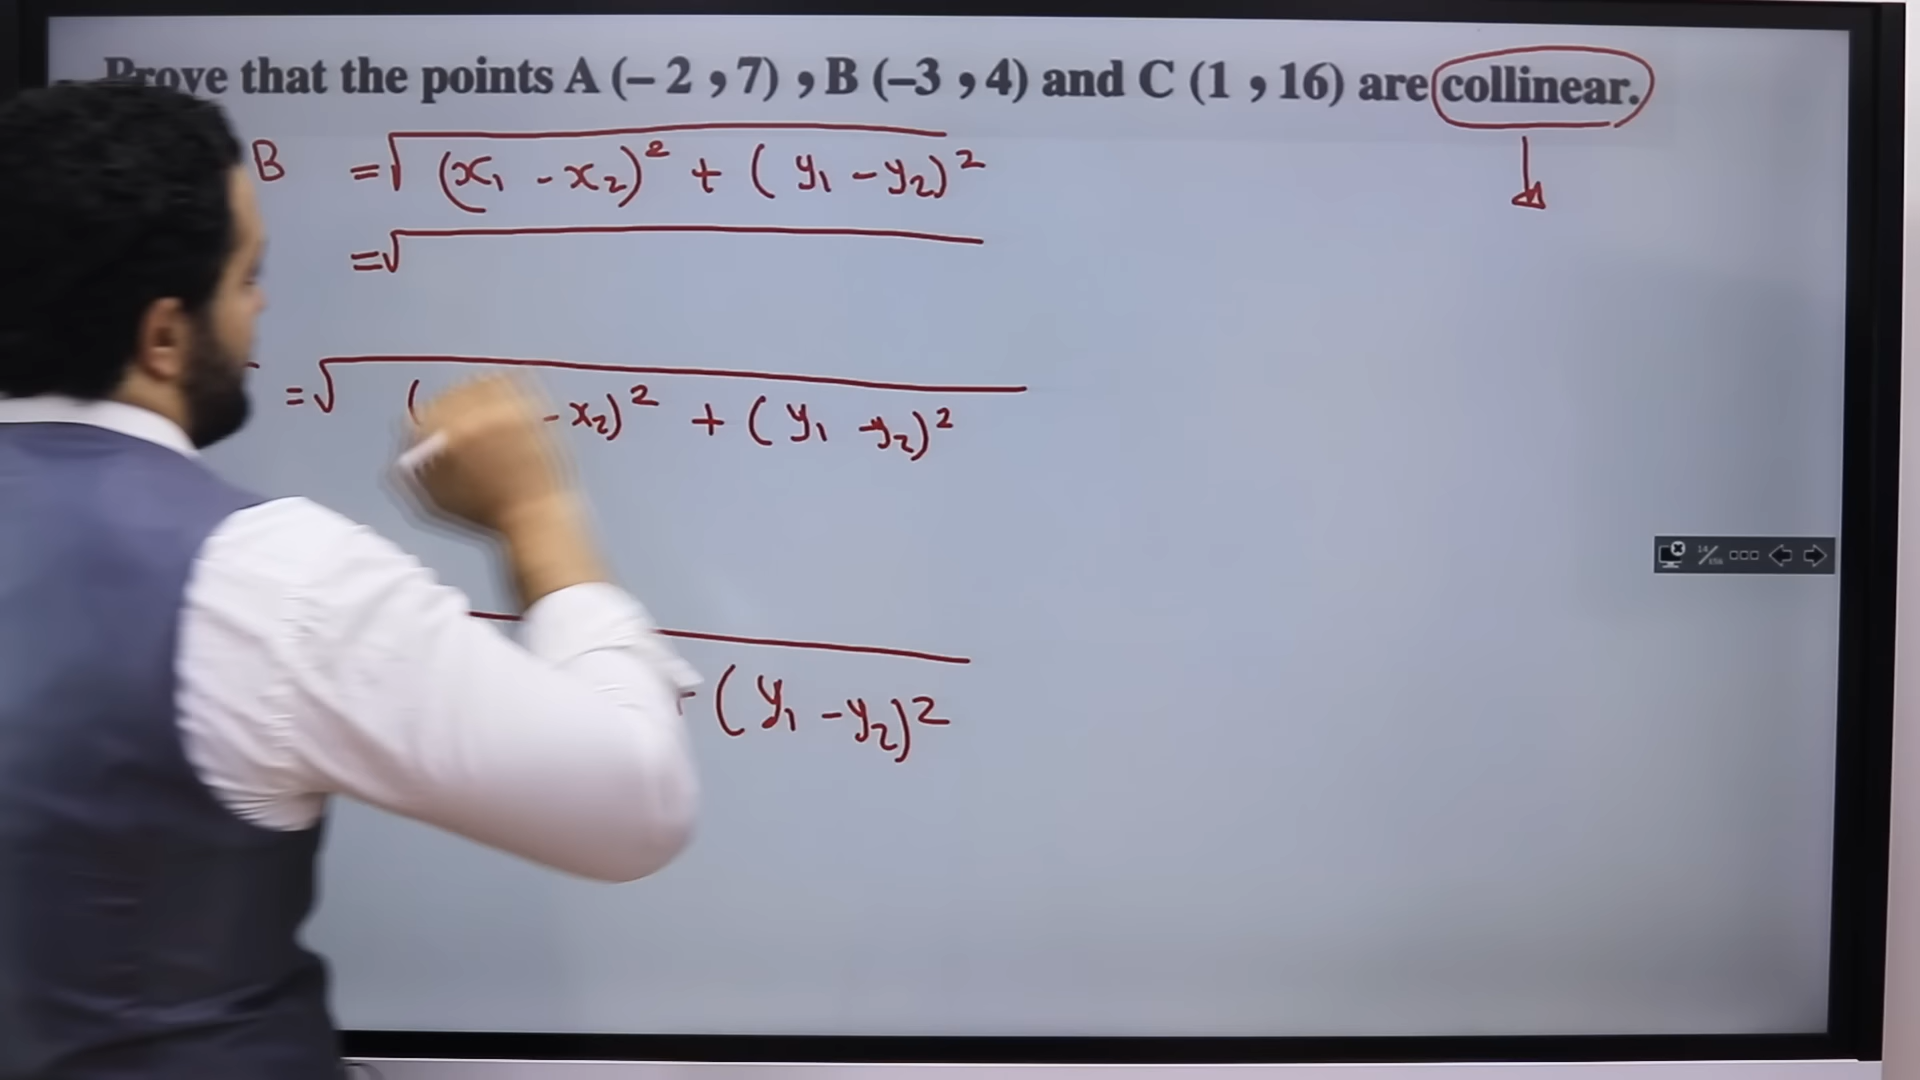 Prove that the points A (– 2 , 7) , B (–3 , 4) and C (1 , 16) are collinear.
B = √(x₁ - x₂)² + (y₁ - y₂)²
= √
= √( - x₂)² + (y₁ - y₂)²
(y₁ - y₂)²
14